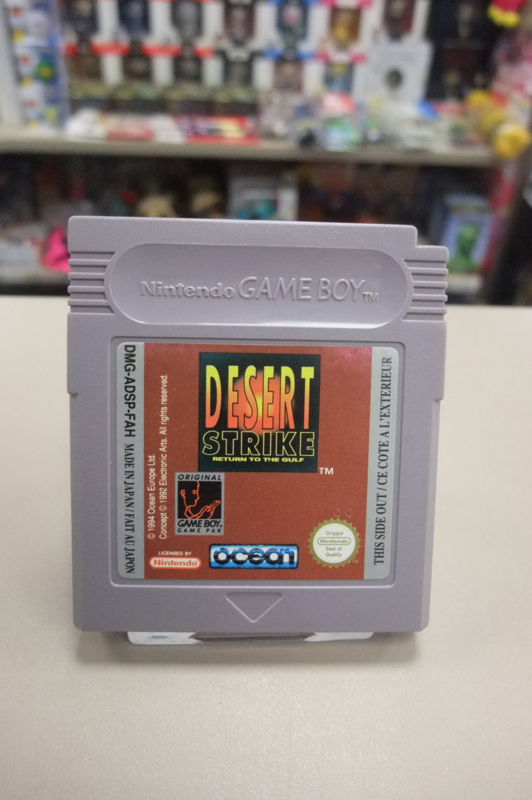 Nintendo GAME BOY TM
DMG-ADSP-FAH MADE IN JAPAN / FAIT AU JAPON
© 1994 Ocean Europe Ltd.
Concept © 1992 Electronic Arts. All rights reserved.
DESERT
STRIKE
RETURN TO THE GULF
TM
ORIGINAL
GAME BOY
GAME PAK
LICENSED BY
Nintendo
ocean
Original
Nintendo
Seal of
Quality
THIS SIDE OUT / CE COTE A L'EXTERIEUR